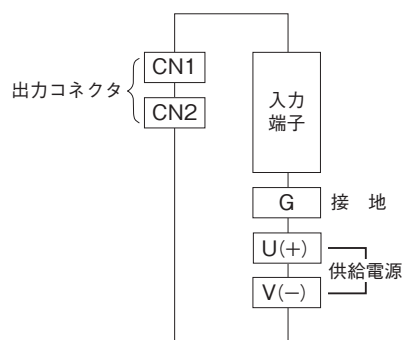 出力コネクタ
CN1
CN2
入力
端子
G
接 地
U(+)
V(−)
供給電源